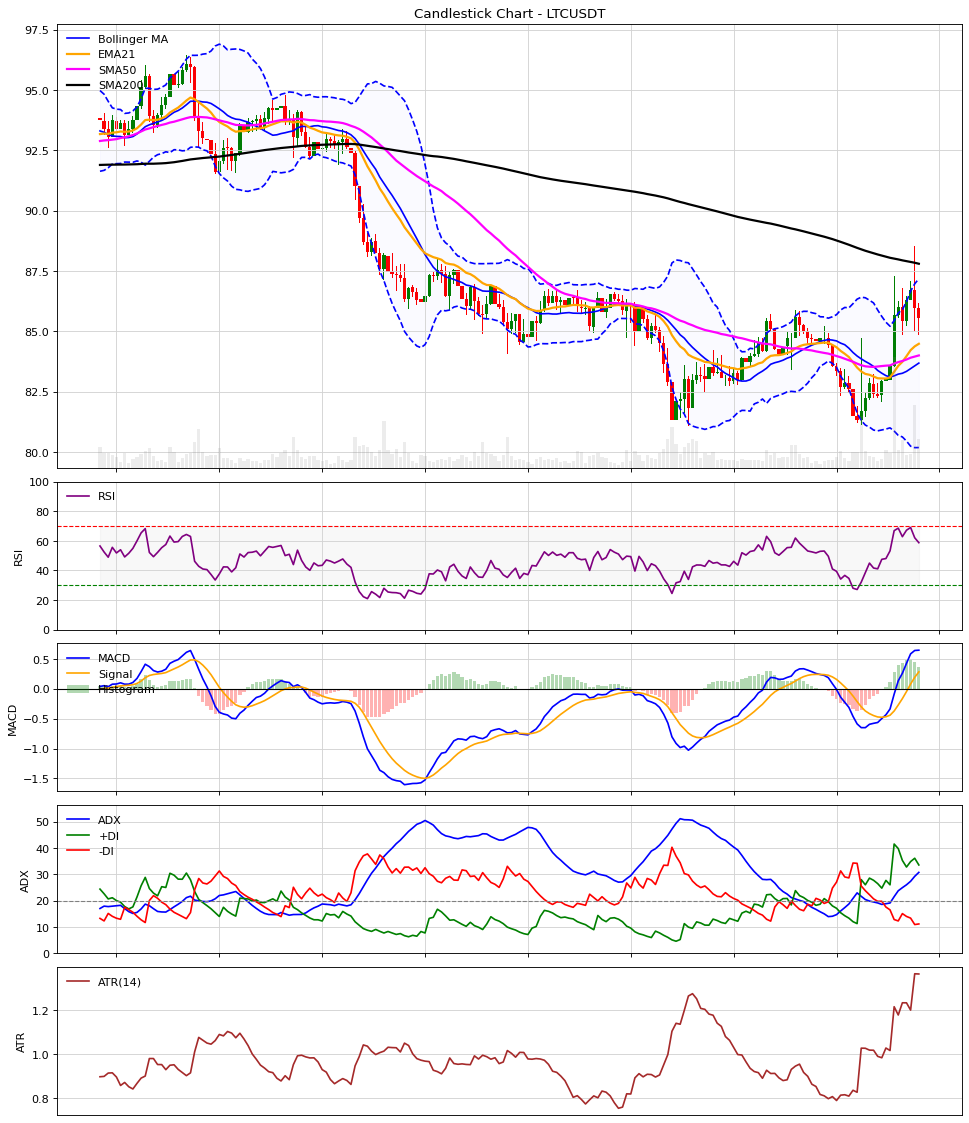 Candlestick Chart - LTCUSDT
97.5
95.0
92.5
90.0
87.5
85.0
82.5
80.0
Bollinger MA
EMA21
SMA50
SMA200
100
80
60
40
20
0
RSI
RSI
0.5
0.0
−0.5
−1.0
−1.5
MACD
MACD
Signal
Histogram
50
40
30
20
10
0
ADX
ADX
+DI
-DI
1.2
1.0
0.8
ATR
ATR(14)